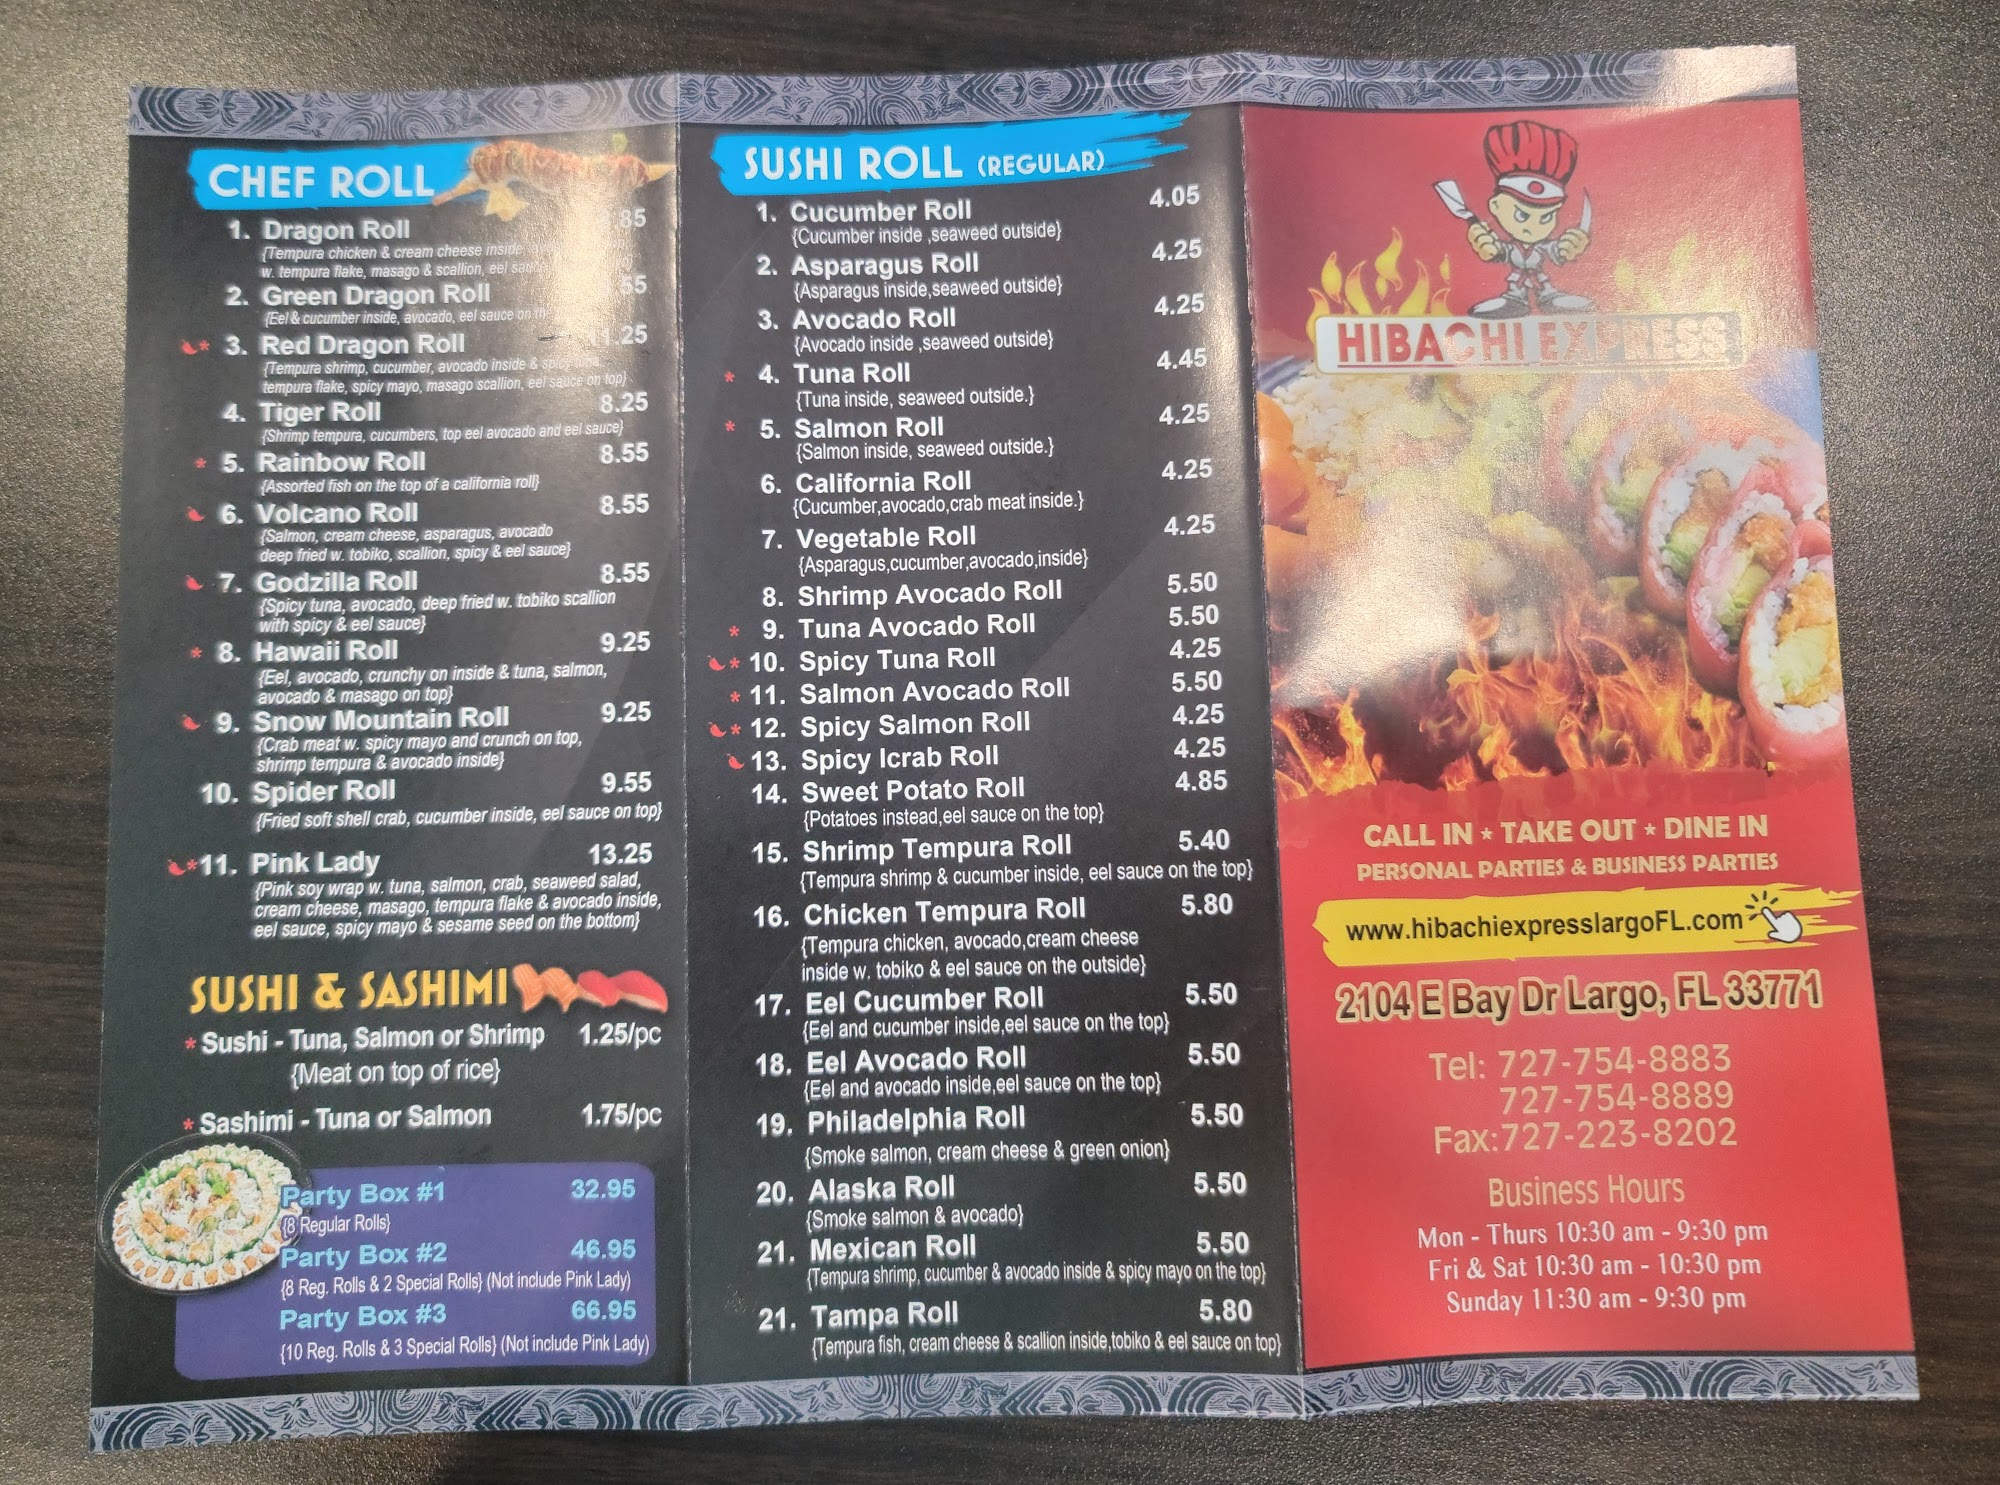 CHEF ROLL
1. Dragon Roll .85
{Tempura chicken & cream cheese inside
w. tempura flake, masago & scallion, eel sauce
2. Green Dragon Roll .55
{Eel & cucumber inside, avocado, eel sauce on the
* 3. Red Dragon Roll 11.25
{Tempura shrimp, cucumber, avocado inside & spicy tuna,
tempura flake, spicy mayo, masago scallion, eel sauce on top}
4. Tiger Roll 8.25
{Shrimp tempura, cucumbers, top eel avocado and eel sauce}
* 5. Rainbow Roll 8.55
{Assorted fish on the top of a california roll}
6. Volcano Roll 8.55
{Salmon, cream cheese, asparagus, avocado
deep fried w. tobiko, scallion, spicy & eel sauce}
7. Godzilla Roll 8.55
{Spicy tuna, avocado, deep fried w. tobiko scallion
with spicy & eel sauce}
* 8. Hawaii Roll 9.25
{Eel, avocado, crunchy on inside & tuna, salmon,
avocado & masago on top}
9. Snow Mountain Roll 9.25
{Crab meat w. spicy mayo and crunch on top,
shrimp tempura & avocado inside}
10. Spider Roll 9.55
{Fried soft shell crab, cucumber inside, eel sauce on top}
*11. Pink Lady 13.25
{Pink soy wrap w. tuna, salmon, crab, seaweed salad,
cream cheese, masago, tempura flake & avocado inside,
eel sauce, spicy mayo & sesame seed on the bottom}
SUSHI & SASHIMI
* Sushi - Tuna, Salmon or Shrimp 1.25/pc
{Meat on top of rice}
* Sashimi - Tuna or Salmon 1.75/pc
Party Box #1 32.95
{8 Regular Rolls}
Party Box #2 46.95
{8 Reg. Rolls & 2 Special Rolls} (Not include Pink Lady)
Party Box #3 66.95
{10 Reg. Rolls & 3 Special Rolls} (Not include Pink Lady)
SUSHI ROLL (REGULAR)
1. Cucumber Roll 4.05
{Cucumber inside ,seaweed outside}
2. Asparagus Roll 4.25
{Asparagus inside,seaweed outside}
3. Avocado Roll 4.25
{Avocado inside ,seaweed outside}
* 4. Tuna Roll 4.45
{Tuna inside, seaweed outside.}
* 5. Salmon Roll 4.25
{Salmon inside, seaweed outside.}
6. California Roll 4.25
{Cucumber,avocado,crab meat inside.}
7. Vegetable Roll 4.25
{Asparagus,cucumber,avocado,inside}
8. Shrimp Avocado Roll 5.50
* 9. Tuna Avocado Roll 5.50
* 10. Spicy Tuna Roll 4.25
* 11. Salmon Avocado Roll 5.50
* 12. Spicy Salmon Roll 4.25
13. Spicy Icrab Roll 4.25
14. Sweet Potato Roll 4.85
{Potatoes instead,eel sauce on the top}
15. Shrimp Tempura Roll 5.40
{Tempura shrimp & cucumber inside, eel sauce on the top}
16. Chicken Tempura Roll 5.80
{Tempura chicken, avocado,cream cheese
inside w. tobiko & eel sauce on the outside}
17. Eel Cucumber Roll 5.50
{Eel and cucumber inside,eel sauce on the top}
18. Eel Avocado Roll 5.50
{Eel and avocado inside,eel sauce on the top}
19. Philadelphia Roll 5.50
{Smoke salmon, cream cheese & green onion}
20. Alaska Roll 5.50
{Smoke salmon & avocado}
21. Mexican Roll 5.50
{Tempura shrimp, cucumber & avocado inside & spicy mayo on the top}
21. Tampa Roll 5.80
{Tempura fish, cream cheese & scallion inside,tobiko & eel sauce on top}
HIBACHI EXPRESS
CALL IN * TAKE OUT * DINE IN
PERSONAL PARTIES & BUSINESS PARTIES
www.hibachiexpresslargoFL.com
2104 E Bay Dr Largo, FL 33771
Tel: 727-754-8883
727-754-8889
Fax:727-223-8202
Business Hours
Mon - Thurs 10:30 am - 9:30 pm
Fri & Sat 10:30 am - 10:30 pm
Sunday 11:30 am - 9:30 pm